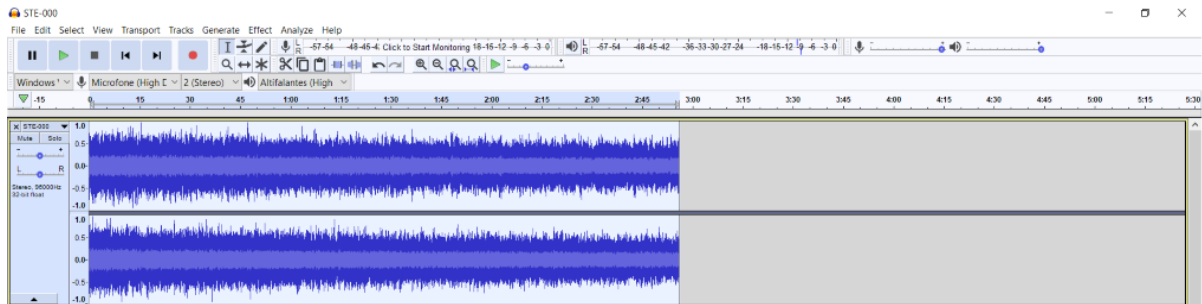 STE-000
File Edit Select View Transport Tracks Generate Effect Analyze Help
L R -57-54 -48-45-4 Click to Start Monitoring 18-15-12 -9 -6 -3 0 L R -57-54 -48-45-42 -36-33-30-27-24 -18-15-12 -9 -6 -3 0
Microfone (High 2 (Stereo) Altifalantes (High
-15 0 15 30 45 1:00 1:15 1:30 1:45 2:00 2:15 2:30 2:45 3:00 3:15 3:30 3:45 4:00 4:15 4:30 4:45 5:00 5:15 5:30
X STE-000 1.0
Mute Solo 0.5
- + 0.0
L R
Stereo, 96000Hz -0.5
32-bit float
-1.0
1.0
0.5
0.0
-0.5
-1.0